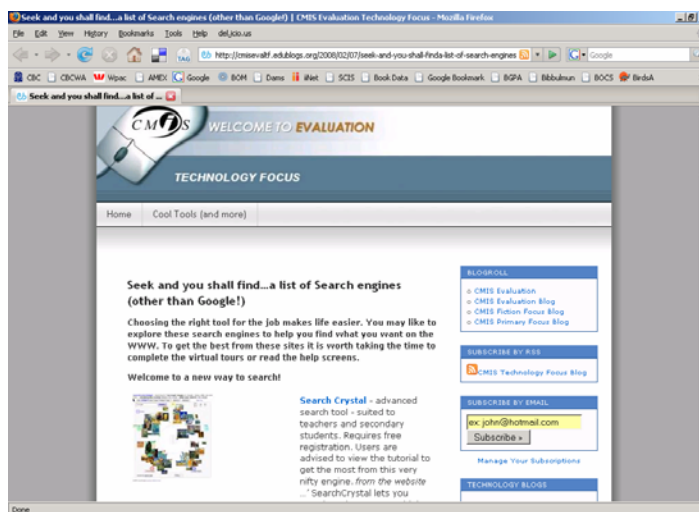 Seek and you shall find...a list of Search engines (other than Google!) | CMIS Evaluation Technology Focus - Mozilla Firefox
File Edit View History Bookmarks Tools Help del.icio.us
TAG http://cmisevaltf.edublogs.org/2008/02/07/seek-and-you-shall-finda-list-of-search-engines Google
CBC CBCWA Wpac AMEX Google BOM Dams iiNet SCIS Book Data Google Bookmark BGPA Bibbulmun BOCS BirdsA
Seek and you shall find...a list of ...
CMIS WELCOME TO EVALUATION
TECHNOLOGY FOCUS
Home Cool Tools (and more)
Seek and you shall find...a list of Search engines
(other than Google!)
Choosing the right tool for the job makes life easier. You may like to
explore these search engines to help you find what you want on the
WWW. To get the best from these sites it is worth taking the time to
complete the virtual tours or read the help screens.
Welcome to a new way to search!
Search Crystal - advanced
search tool - suited to
teachers and secondary
students. Requires free
registration. Users are
advised to view the tutorial to
get the most from this very
nifty engine. from the website
...' SearchCrystal lets you
BLOGROLL
CMIS Evaluation
CMIS Evaluation Blog
CMIS Fiction Focus Blog
CMIS Primary Focus Blog
SUBSCRIBE BY RSS
CMIS Technology Focus Blog
SUBSCRIBE BY EMAIL
ex: john@hotmail.com
Subscribe »
Manage Your Subscriptions
TECHNOLOGY BLOGS
Done